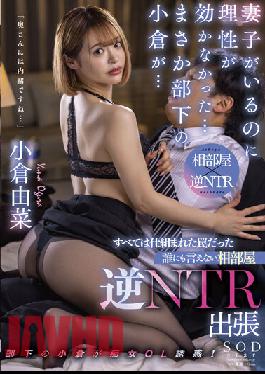 妻子がいるのに
理性が
効かなかった…
まさか部下の
小倉が…
「奥さんには内緒ですね…」
小倉由菜
Yuna Ogura
相部屋
×
逆NTR
すべては仕組まれた罠だった
誰にも言えない相部屋
逆NTR
出張
SOD
star
部下の小倉が痴女OL誘惑!